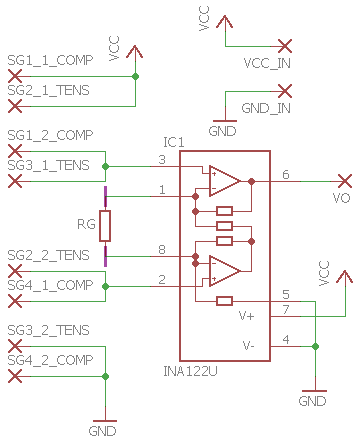 VCC
SG1_1_COMP
SG2_1_TENS
VCC
VCC_IN
GND_IN
GND
SG1_2_COMP
SG3_1_TENS
IC1
3
1
6
VO
RG
SG2_2_TENS
SG4_1_COMP
8
2
VCC
5
V+ 7
V- 4
SG3_2_TENS
SG4_2_COMP
INA122U
GND
GND